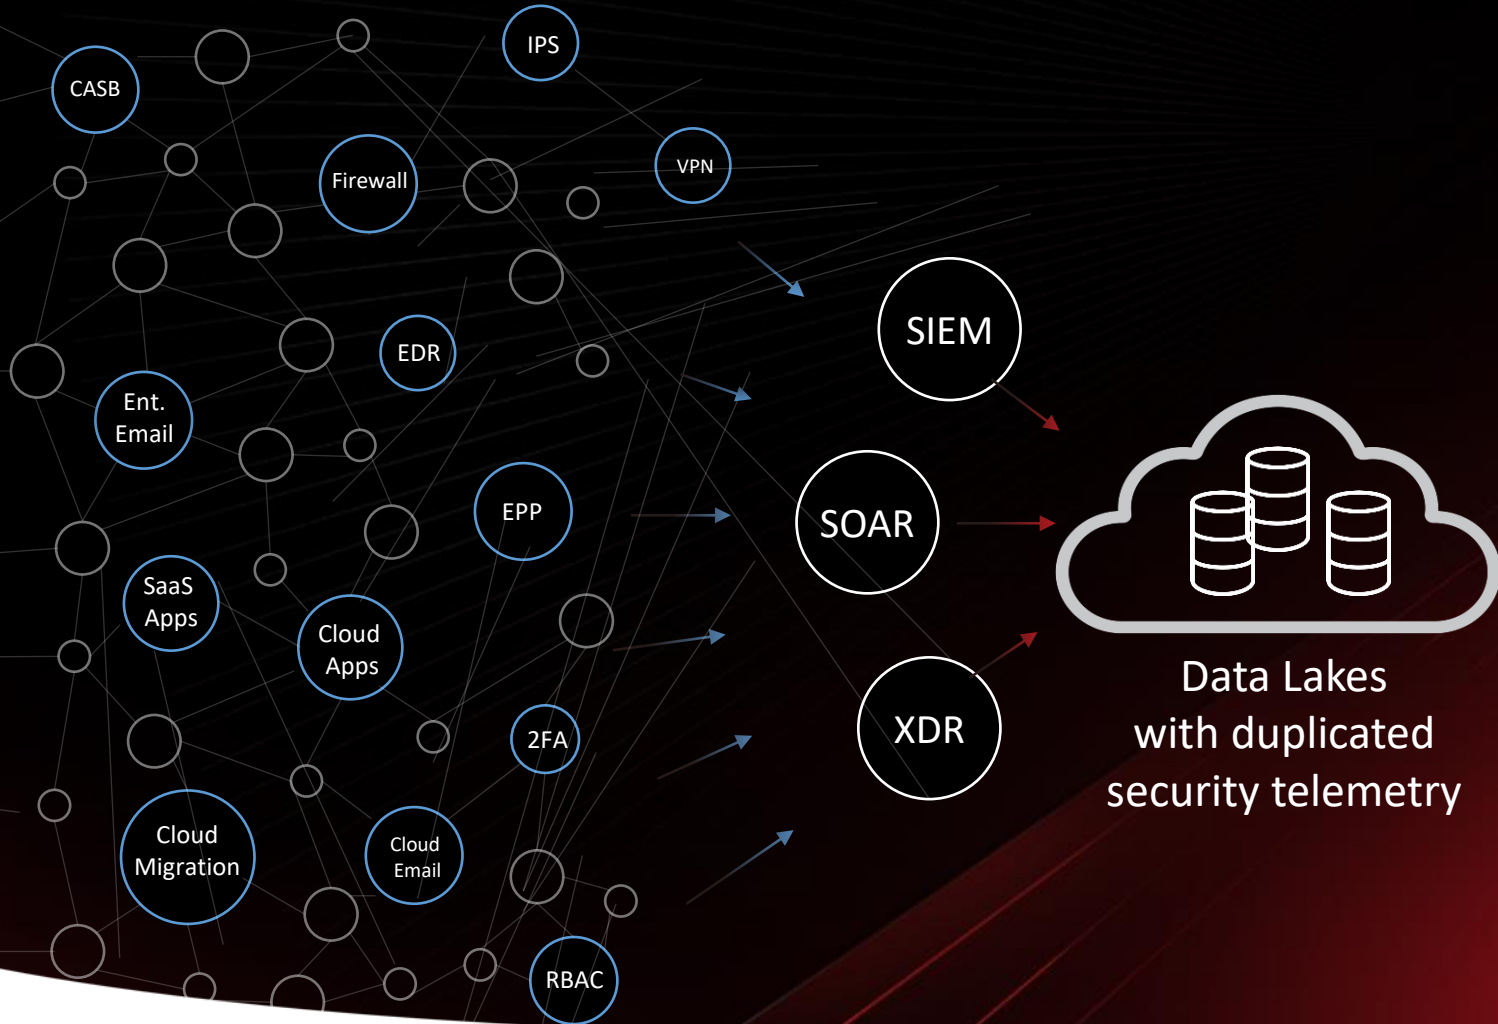 IPS
CASB
VPN
Firewall
SIEM
EDR
Ent.
Email
EPP
SOAR
SaaS
Apps
Cloud
Apps
Data Lakes
with duplicated
security telemetry
XDR
2FA
Cloud
Migration
Cloud
Email
RBAC